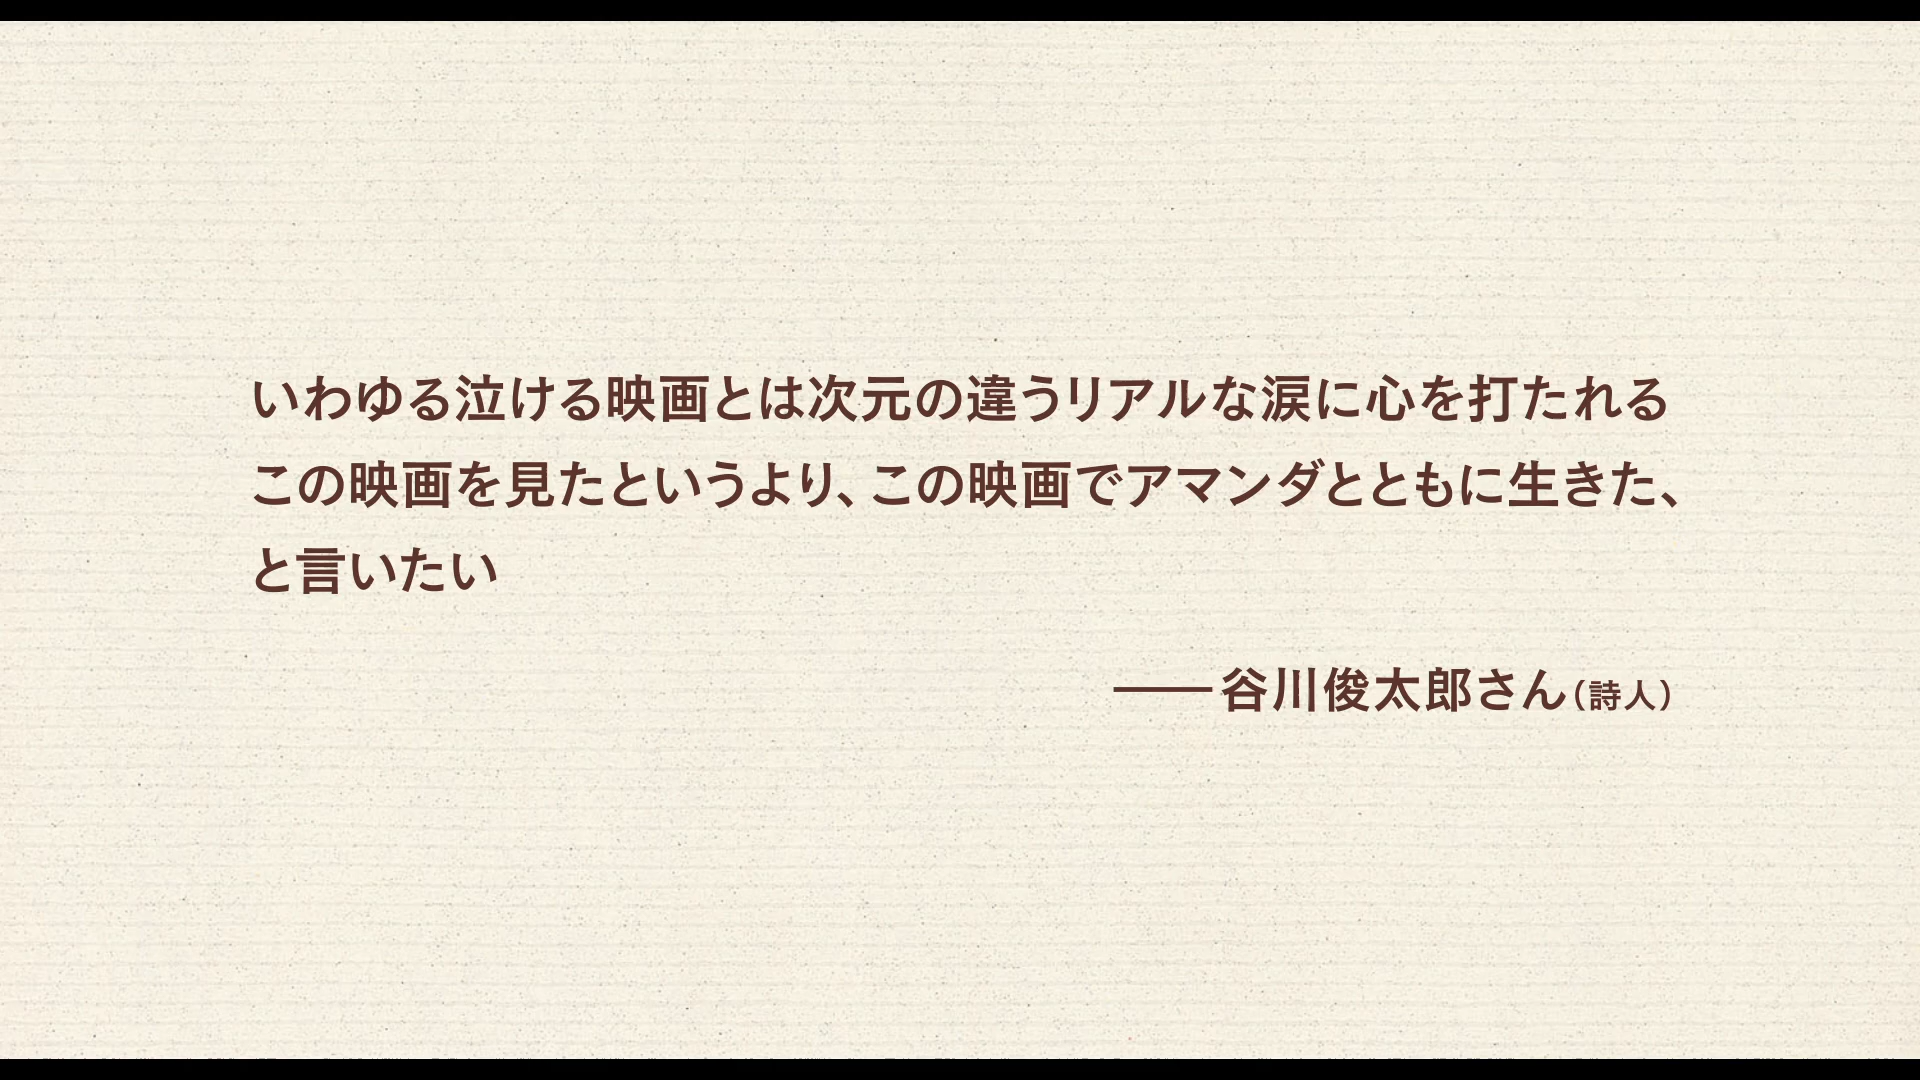 いわゆる泣ける映画とは次元の違うリアルな涙に心を打たれる
この映画を見たというより、この映画でアマンダとともに生きた、
と言いたい
――谷川俊太郎さん（詩人）